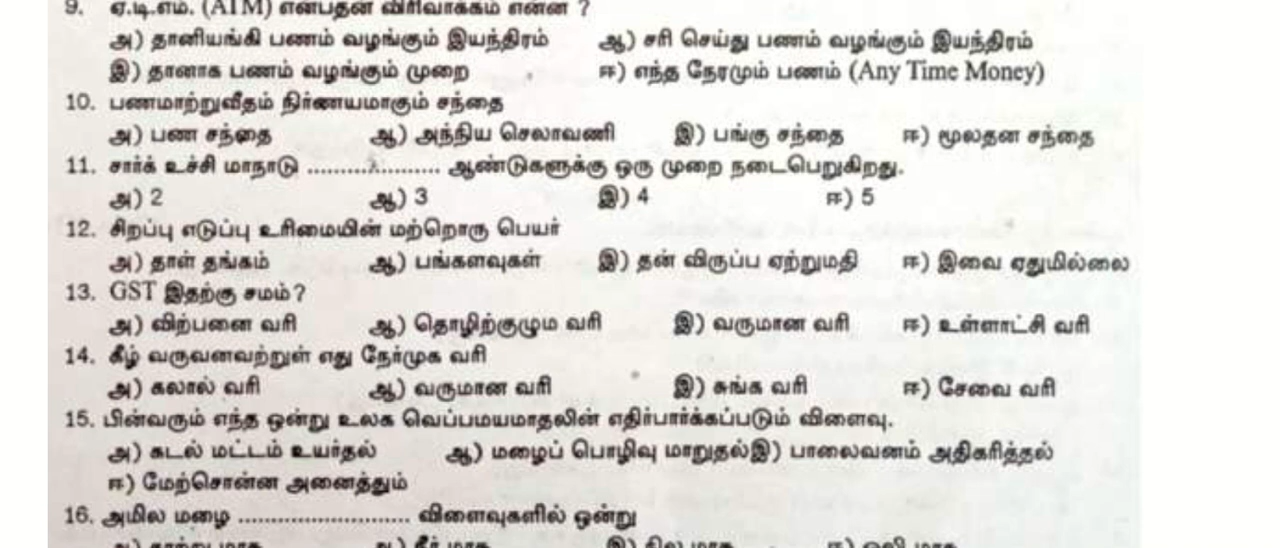 9. ஏ.டி.எம். (ATM) என்பதன் விரிவாக்கம் என்ன ?
அ) தானியங்கி பணம் வழங்கும் இயந்திரம் ஆ) சரி செய்து பணம் வழங்கும் இயந்திரம்
இ) தானாக பணம் வழங்கும் முறை ஈ) எந்த நேரமும் பணம் (Any Time Money)
10. பணமாற்றுவீதம் நிர்ணயமாகும் சந்தை
அ) பண சந்தை ஆ) அந்நிய செலாவணி இ) பங்கு சந்தை ஈ) மூலதன சந்தை
11. சார்க் உச்சி மாநாடு ...................... ஆண்டுகளுக்கு ஒரு முறை நடைபெறுகிறது.
அ) 2 ஆ) 3 இ) 4 ஈ) 5
12. சிறப்பு எடுப்பு உரிமையின் மற்றொரு பெயர்
அ) தாள் தங்கம் ஆ) பங்களவுகள் இ) தன் விருப்ப ஏற்றுமதி ஈ) இவை ஏதுமில்லை
13. GST இதற்கு சமம் ?
அ) விற்பனை வரி ஆ) தொழிற்குழும வரி இ) வருமான வரி ஈ) உள்ளாட்சி வரி
14. கீழ் வருவனவற்றுள் எது நேர்முக வரி
அ) கலால் வரி ஆ) வருமான வரி இ) சுங்க வரி ஈ) சேவை வரி
15. பின்வரும் எந்த ஒன்று உலக வெப்பமயமாதலின் எதிர்பார்க்கப்படும் விளைவு.
அ) கடல் மட்டம் உயர்தல் ஆ) மழைப் பொழிவு மாறுதல்இ) பாலைவனம் அதிகரித்தல்
ஈ) மேற்சொன்ன அனைத்தும்
16. அமில மழை .......................... விளைவுகளில் ஒன்று